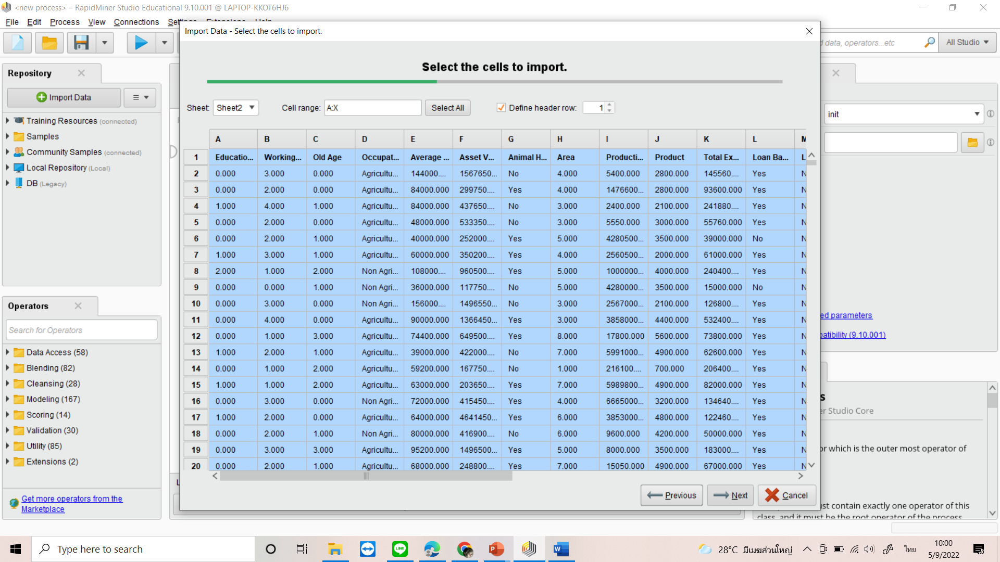 <new process> – RapidMiner Studio Educational 9.10.001 @ LAPTOP-KKOT6HJ6
File Edit Process View Connections
Import Data - Select the cells to import.
d data, operators...etc
All Studio
Select the cells to import.
Repository
Import Data
Training Resources (connected)
Samples
Community Samples (connected)
Local Repository (Local)
DB (Legacy)
Sheet: Sheet2 Cell range: A:X Select All Define header row: 1
init
A B C D E F G H I J K L M
1 Educatio... Working... Old Age Occupat... Average ... Asset V... Animal H... Area Producti... Product Total Ex... Loan Ba... L
2 0.000 3.000 0.000 Agricultu... 144000.... 1567650... No 4.000 5400.000 2800.000 145560.... Yes N
3 0.000 2.000 0.000 Agricultu... 84000.000 299750.... Yes 4.000 1476600... 2800.000 93600.000 Yes N
4 1.000 4.000 1.000 Agricultu... 84000.000 437650.... No 3.000 2400.000 2100.000 241880.... Yes N
5 0.000 2.000 0.000 Agricultu... 48000.000 533350.... No 3.000 5550.000 3000.000 55760.000 Yes N
6 0.000 2.000 1.000 Agricultu... 40000.000 252000.... Yes 5.000 4280500... 3500.000 39000.000 No N
7 1.000 3.000 1.000 Agricultu... 60000.000 350200.... Yes 4.000 2560500... 2000.000 61000.000 Yes N
8 2.000 1.000 2.000 Non Agri... 108000.... 960500.... Yes 5.000 1000000... 4000.000 240400.... Yes N
9 0.000 0.000 1.000 Non Agri... 36000.000 117750.... No 5.000 4280000... 3500.000 15000.000 No N
10 0.000 3.000 0.000 Non Agri... 156000.... 1496550... No 3.000 2567000... 2100.000 126800.... Yes N
11 0.000 4.000 0.000 Agricultu... 90000.000 1366450... Yes 3.000 3858000... 4400.000 532400.... Yes N
12 0.000 1.000 3.000 Agricultu... 74400.000 649500.... Yes 8.000 17800.000 5600.000 73800.000 Yes N
13 1.000 2.000 1.000 Agricultu... 39000.000 422000.... No 7.000 5991000... 4900.000 62600.000 Yes N
14 0.000 1.000 2.000 Agricultu... 59200.000 167750.... No 1.000 216100.... 700.000 206400.... Yes N
15 1.000 1.000 2.000 Agricultu... 63000.000 203650.... Yes 7.000 5989800... 4900.000 82000.000 Yes N
16 0.000 3.000 0.000 Non Agri... 72000.000 415450.... Yes 4.000 6665000... 3200.000 134640.... Yes N
17 1.000 2.000 0.000 Agricultu... 64000.000 4641450... Yes 6.000 3853000... 4800.000 122460.... Yes N
18 0.000 2.000 1.000 Non Agri... 80000.000 416900.... No 6.000 9600.000 4200.000 50000.000 Yes N
19 0.000 3.000 3.000 Agricultu... 95200.000 1496500... Yes 5.000 8000.000 3500.000 183000.... Yes N
20 0.000 2.000 1.000 Agricultu... 68000.000 248800.... Yes 7.000 15050.000 4900.000 67000.000 Yes N
Operators
Search for Operators
Data Access (58)
Blending (82)
Cleansing (28)
Modeling (167)
Scoring (14)
Validation (30)
Utility (85)
Extensions (2)
Get more operators from the
Marketplace
ed parameters
patibility (9.10.001)
s
er Studio Core
or which is the outer most operator of
ust contain exactly one operator of this
class, and it must be the root operator of the process
Previous Next Cancel
Type here to search
28°C มีเมฆส่วนใหญ่
ไทย
10:00
5/9/2022